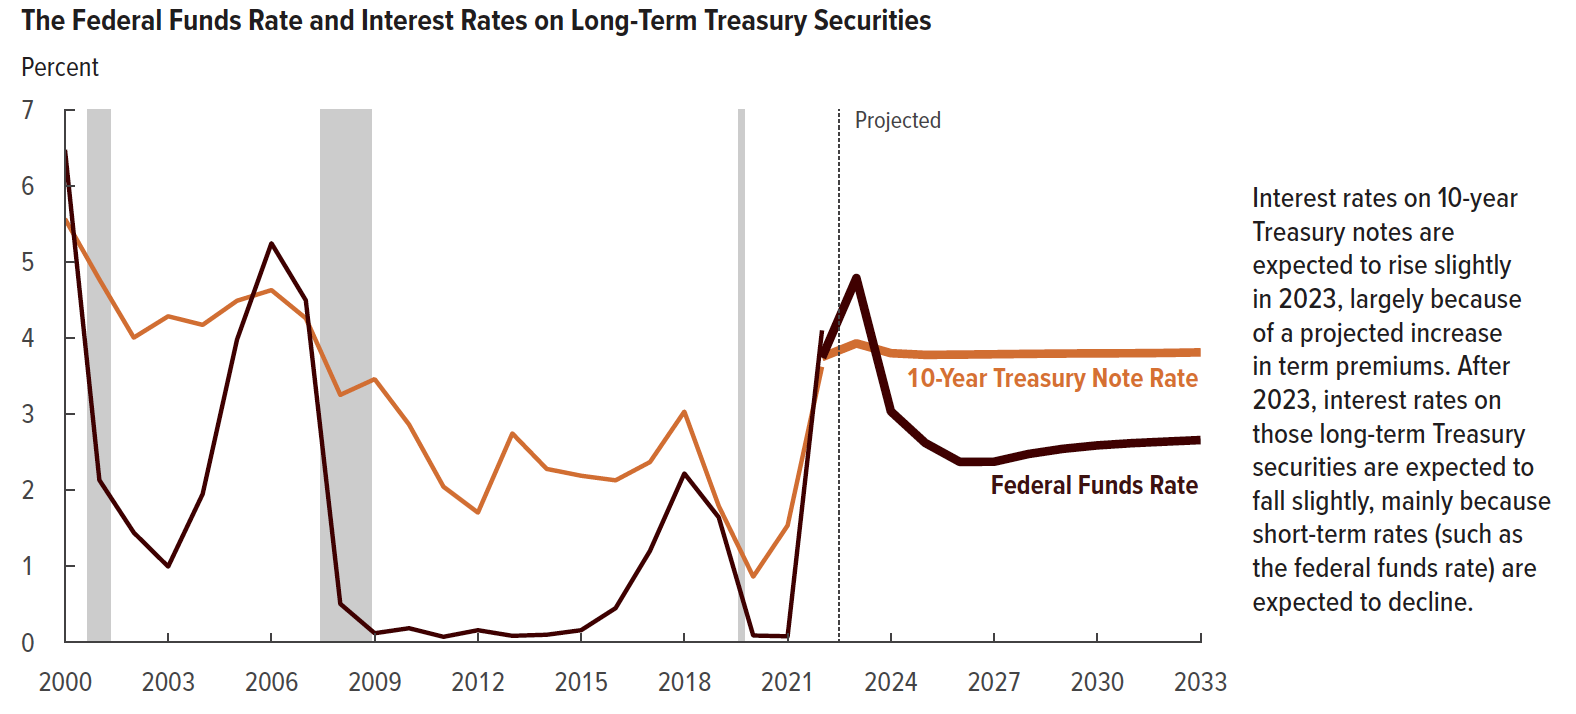 The Federal Funds Rate and Interest Rates on Long-Term Treasury Securities
Percent
7
6
5
4
3
2
1
0
2000 2003 2006 2009 2012 2015 2018 2021 2024 2027 2030 2033
Projected
10-Year Treasury Note Rate
Federal Funds Rate
Interest rates on 10-year
Treasury notes are
expected to rise slightly
in 2023, largely because
of a projected increase
in term premiums. After
2023, interest rates on
those long-term Treasury
securities are expected to
fall slightly, mainly because
short-term rates (such as
the federal funds rate) are
expected to decline.